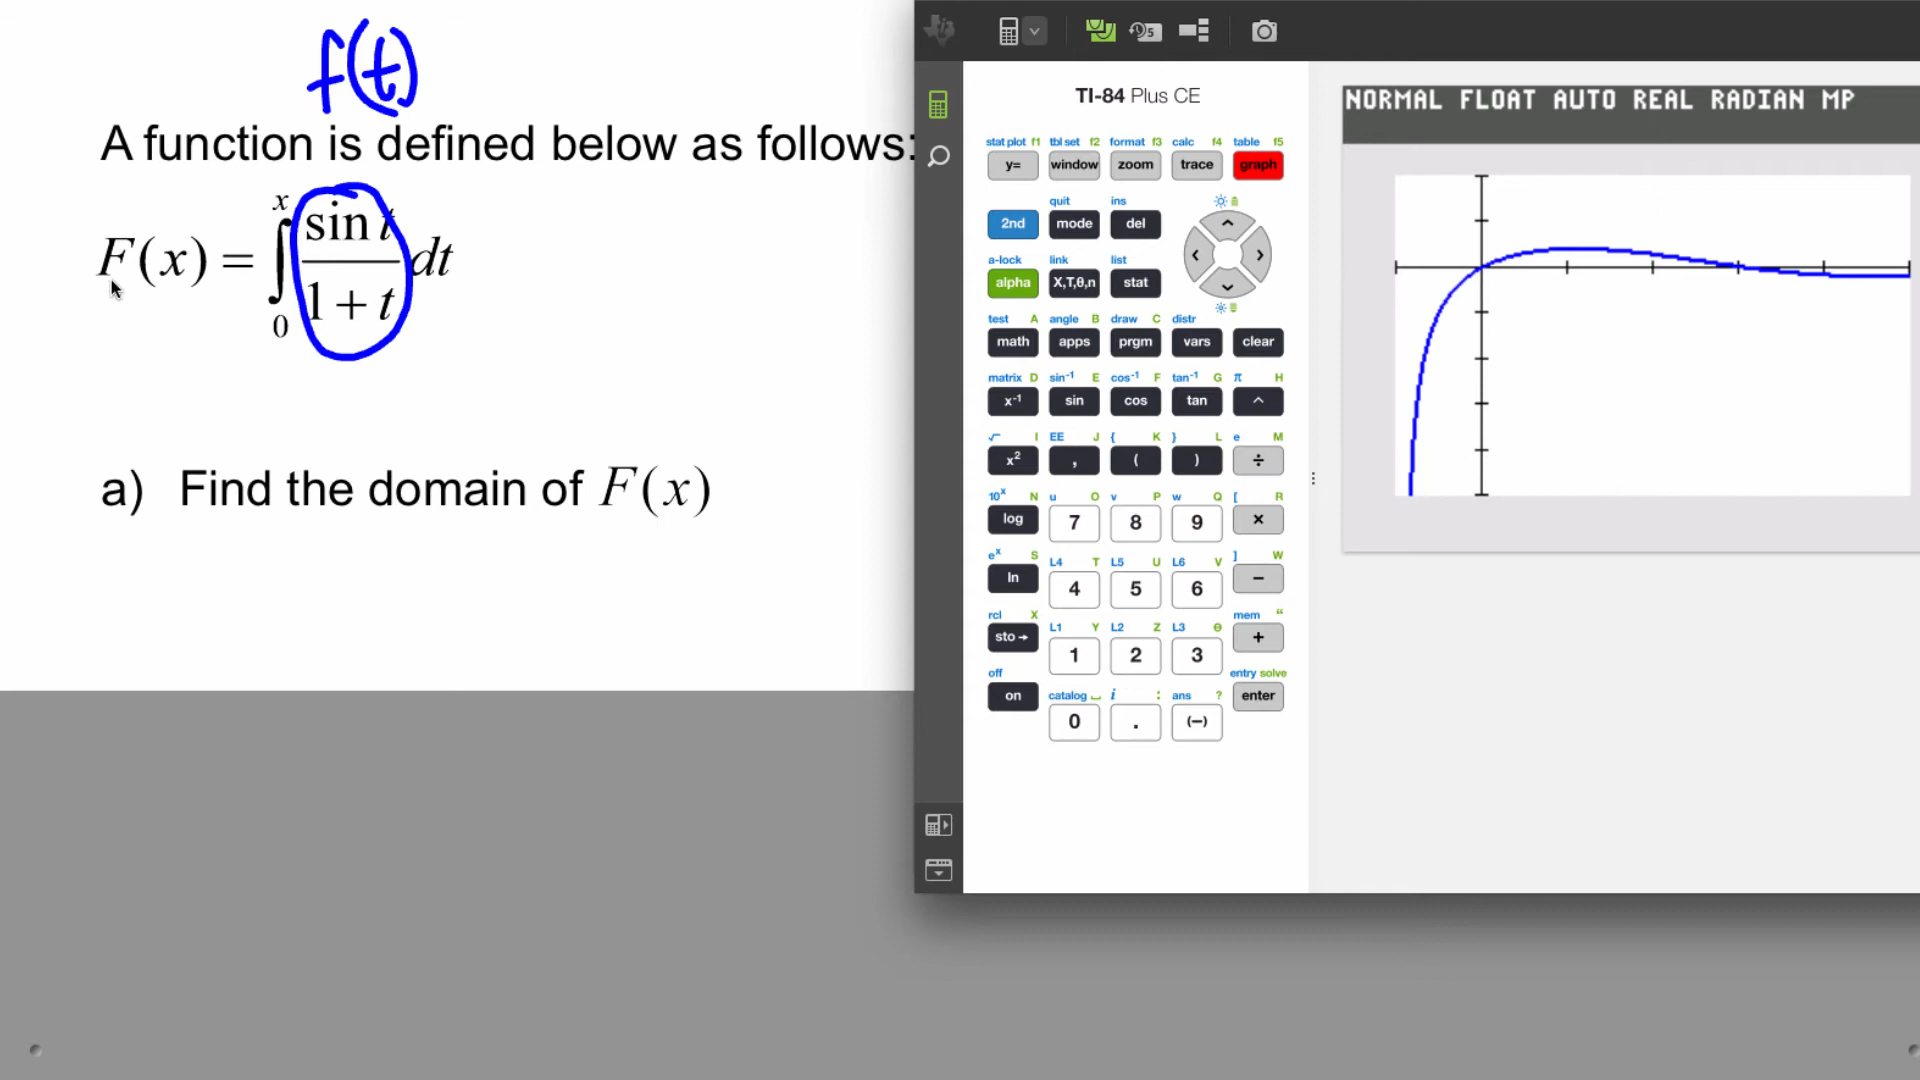 f(t)
A function is defined below as follows:
F(x) = ∫₀ˣ (sin t)/(1 + t) dt
a) Find the domain of F(x)
TI-84 Plus CE
NORMAL FLOAT AUTO REAL RADIAN MP
stat plot f1 tbl set f2 format f3 calc f4 table f5
y= window zoom trace graph
quit ins
2nd mode del
a-lock link list
alpha X,T,θ,n stat
test A angle B draw C distr
math apps prgm vars clear
matrix D sin⁻¹ E cos⁻¹ F tan⁻¹ G π H
x⁻¹ sin cos tan ^
√ I EE J { K } L e M
x² , ( ) ÷
10ˣ N u O v P w Q [ R
log 7 8 9 ×
eˣ S L4 T L5 U L6 V ] W
ln 4 5 6 −
rcl X L1 Y L2 Z L3 θ mem “
sto→ 1 2 3 +
off catalog i : ans ? entry solve
on 0 . (−) enter